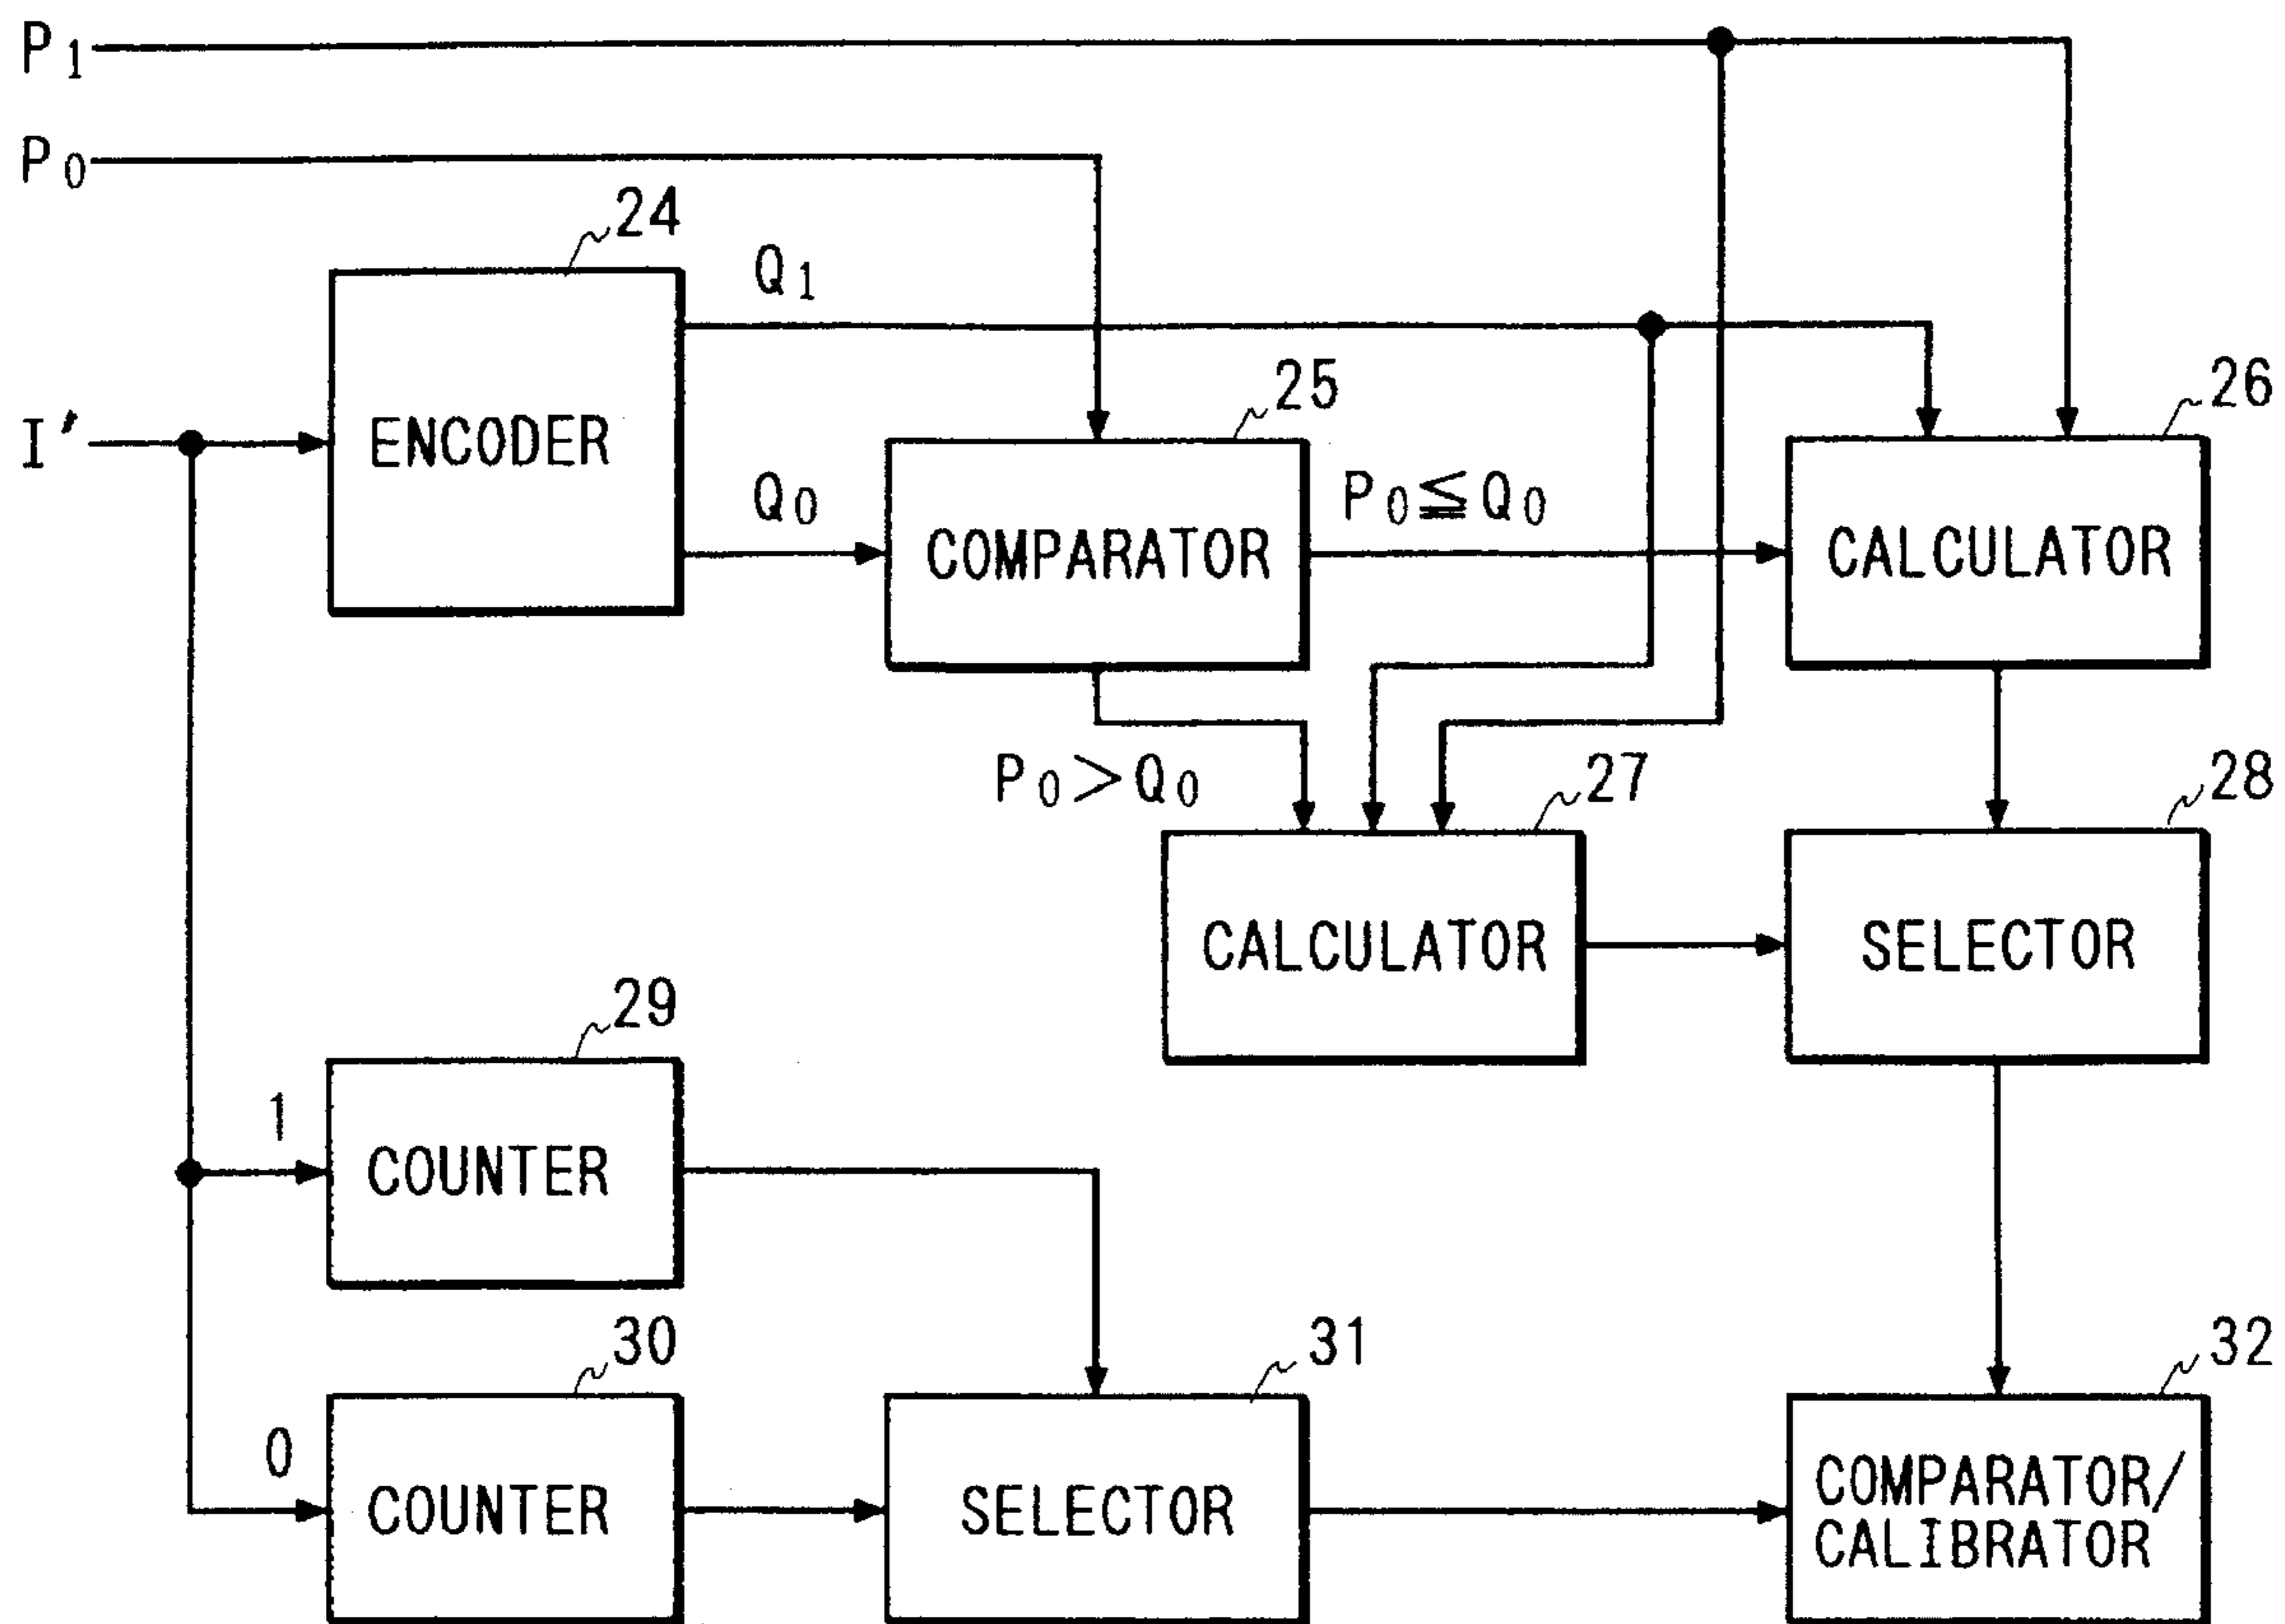 P1
P0
24
Q1
25
26
I'
ENCODER
Q0
P0≦Q0
COMPARATOR
CALCULATOR
P0>Q0
27
28
CALCULATOR
SELECTOR
29
1
COUNTER
30
31
32
0
COUNTER
SELECTOR
COMPARATOR/
CALIBRATOR